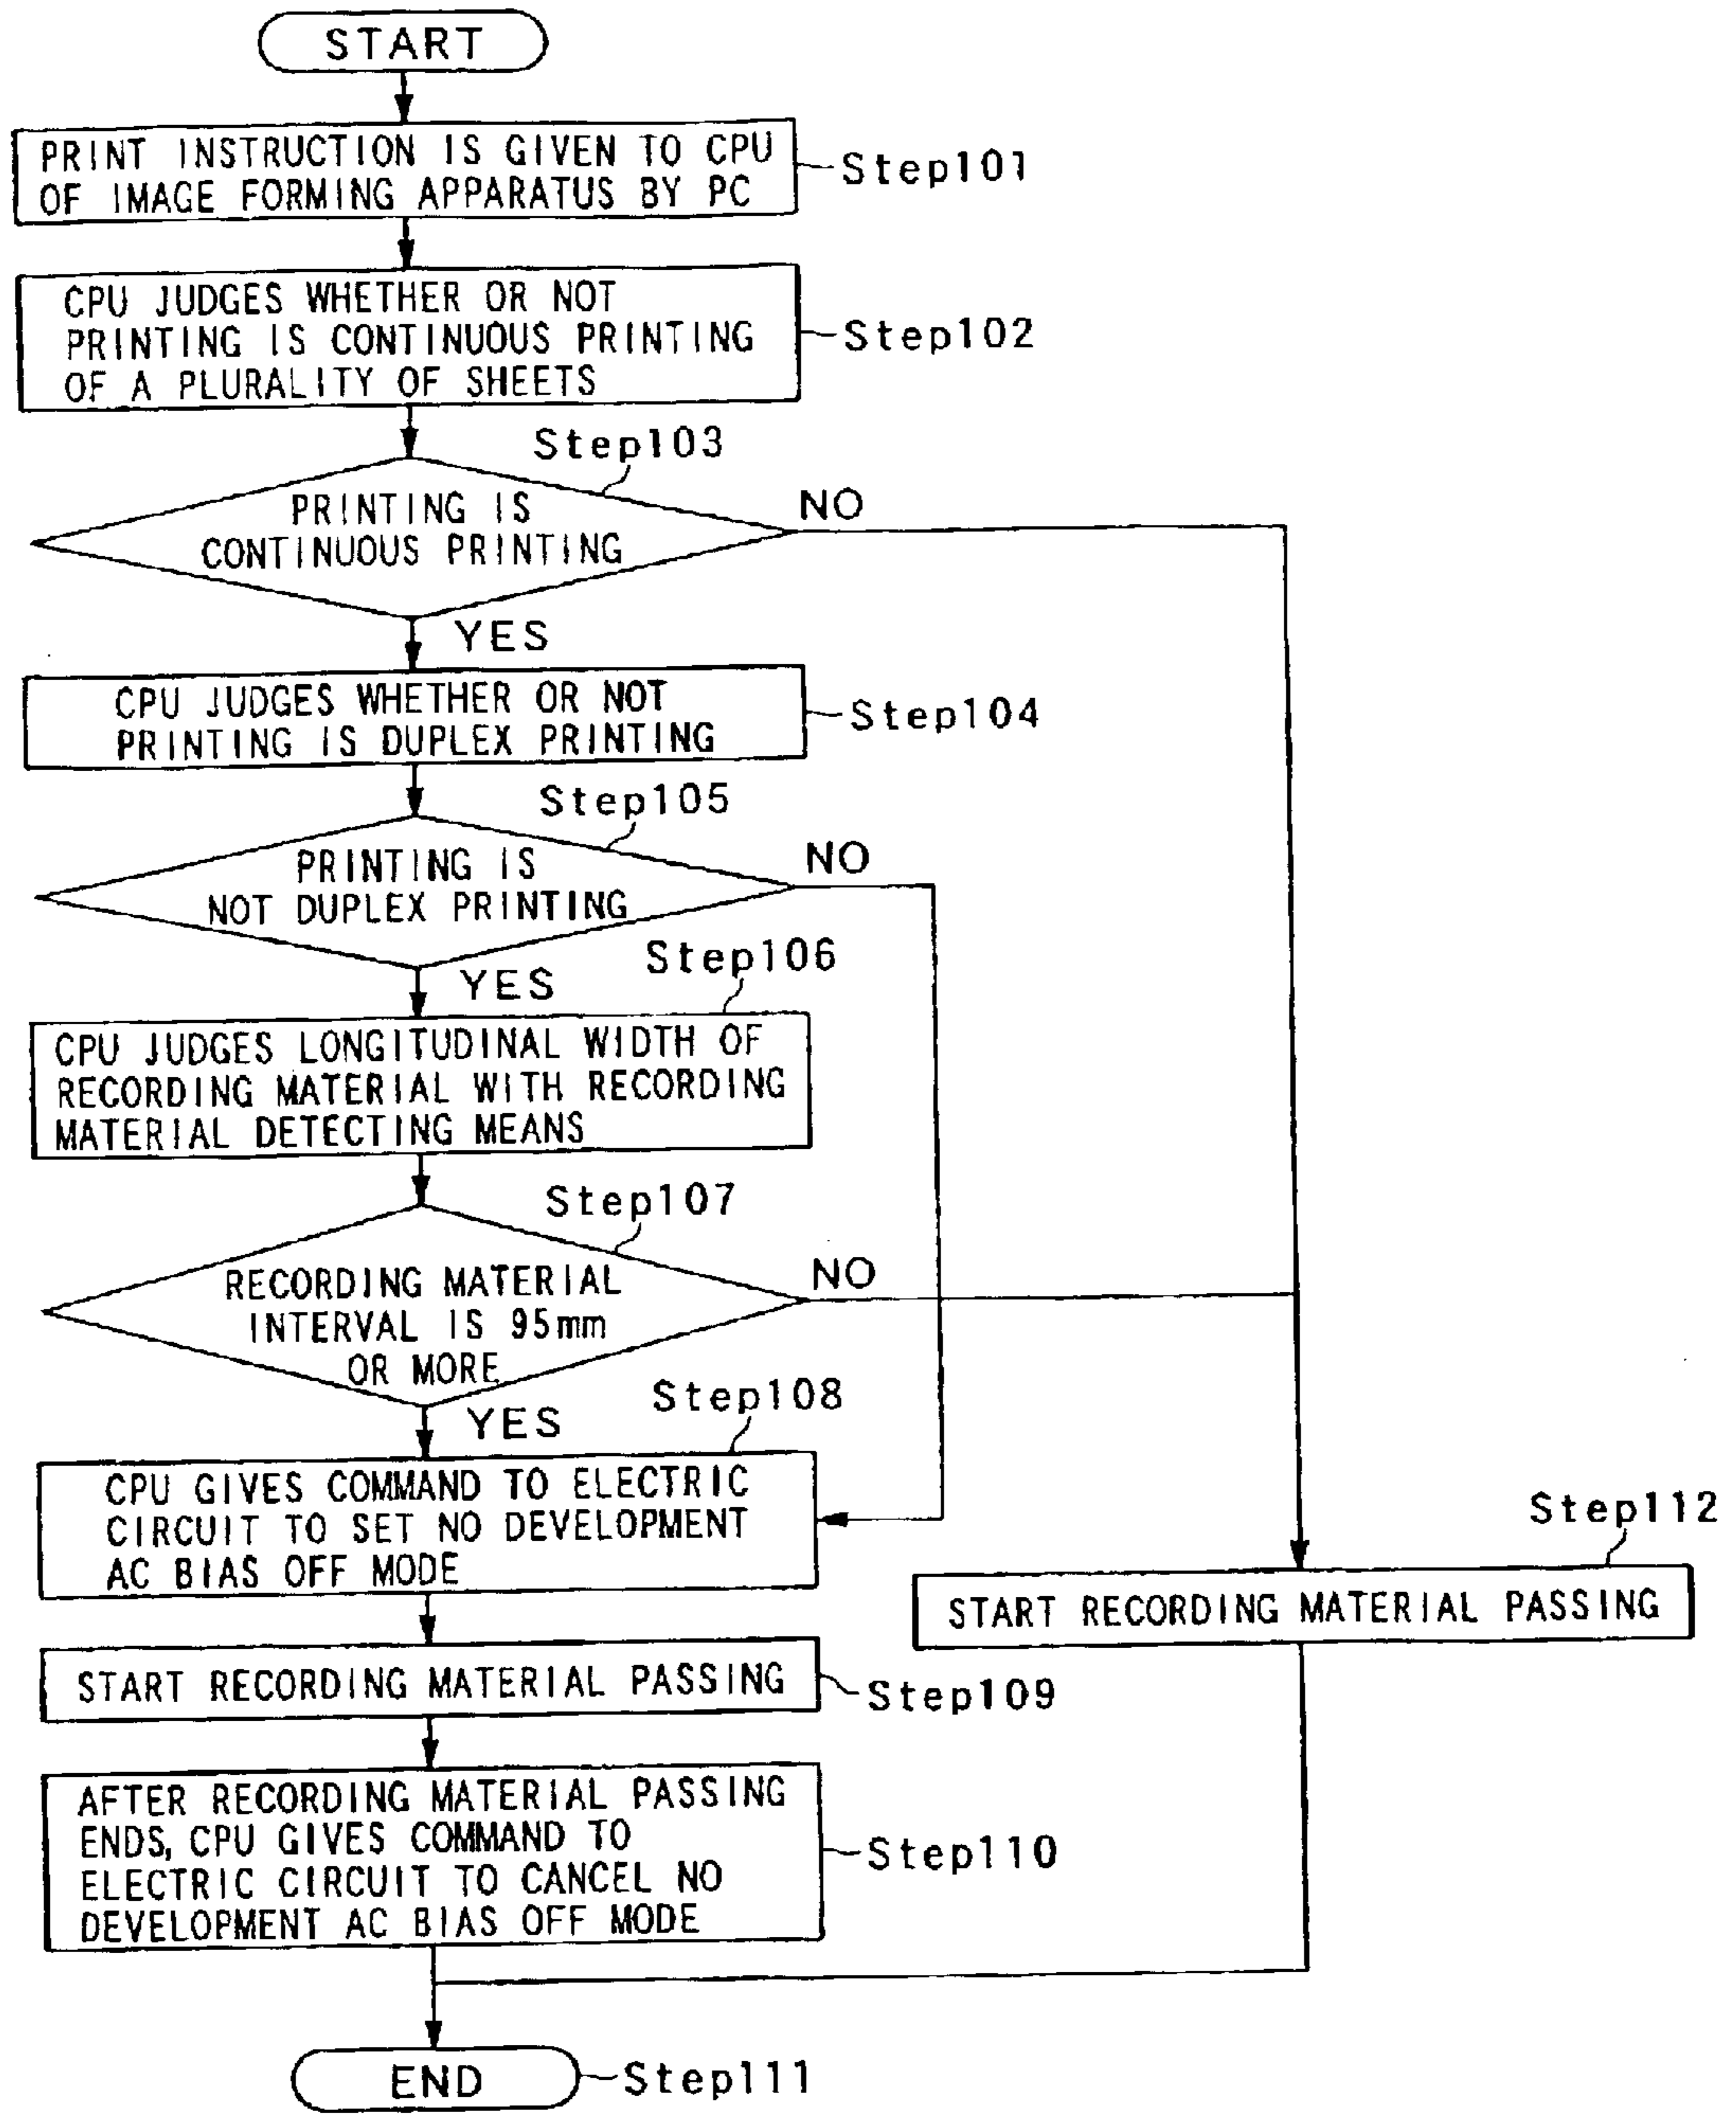 START
PRINT INSTRUCTION IS GIVEN TO CPU
OF IMAGE FORMING APPARATUS BY PC
Step101
CPU JUDGES WHETHER OR NOT
PRINTING IS CONTINUOUS PRINTING
OF A PLURALITY OF SHEETS
Step102
Step103
PRINTING IS
CONTINUOUS PRINTING
NO
YES
CPU JUDGES WHETHER OR NOT
PRINTING IS DUPLEX PRINTING
Step104
Step105
PRINTING IS
NOT DUPLEX PRINTING
NO
YES
Step106
CPU JUDGES LONGITUDINAL WIDTH OF
RECORDING MATERIAL WITH RECORDING
MATERIAL DETECTING MEANS
Step107
RECORDING MATERIAL
INTERVAL IS 95mm
OR MORE
NO
YES
Step108
CPU GIVES COMMAND TO ELECTRIC
CIRCUIT TO SET NO DEVELOPMENT
AC BIAS OFF MODE
Step112
START RECORDING MATERIAL PASSING
START RECORDING MATERIAL PASSING
Step109
AFTER RECORDING MATERIAL PASSING
ENDS, CPU GIVES COMMAND TO
ELECTRIC CIRCUIT TO CANCEL NO
DEVELOPMENT AC BIAS OFF MODE
Step110
END
Step111